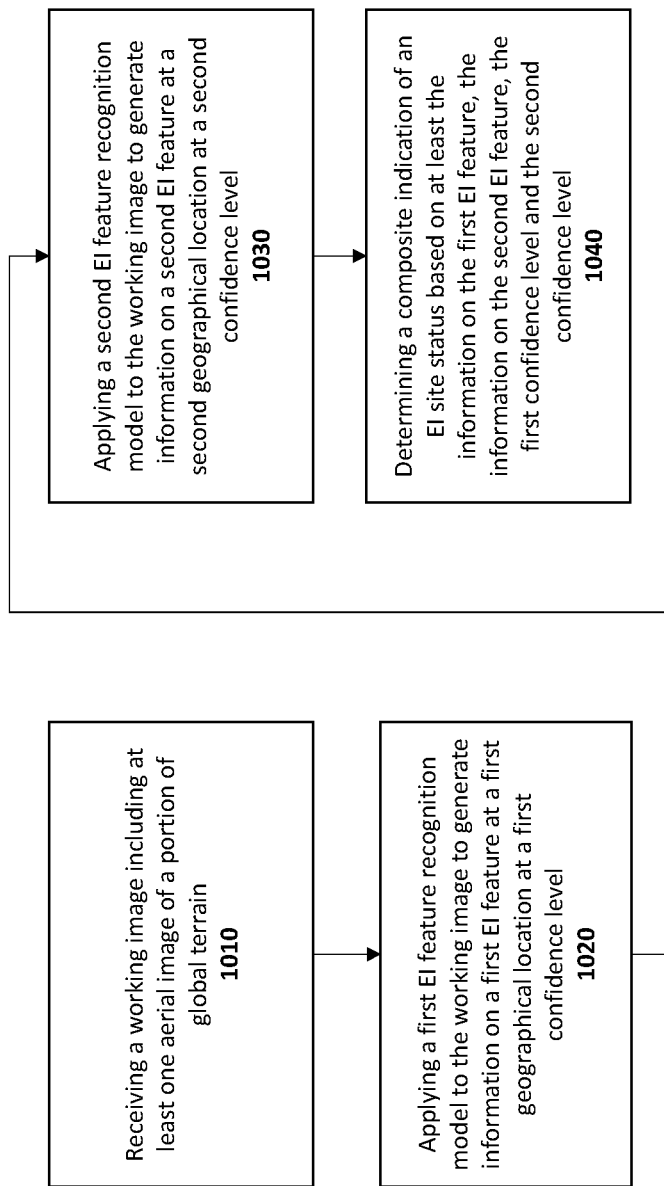 Receiving a working image including at
least one aerial image of a portion of
global terrain
1010
Applying a first EI feature recognition
model to the working image to generate
information on a first EI feature at a first
geographical location at a first
confidence level
1020
Applying a second EI feature recognition
model to the working image to generate
information on a second EI feature at a
second geographical location at a second
confidence level
1030
Determining a composite indication of an
EI site status based on at least the
information on the first EI feature, the
information on the second EI feature, the
first confidence level and the second
confidence level
1040